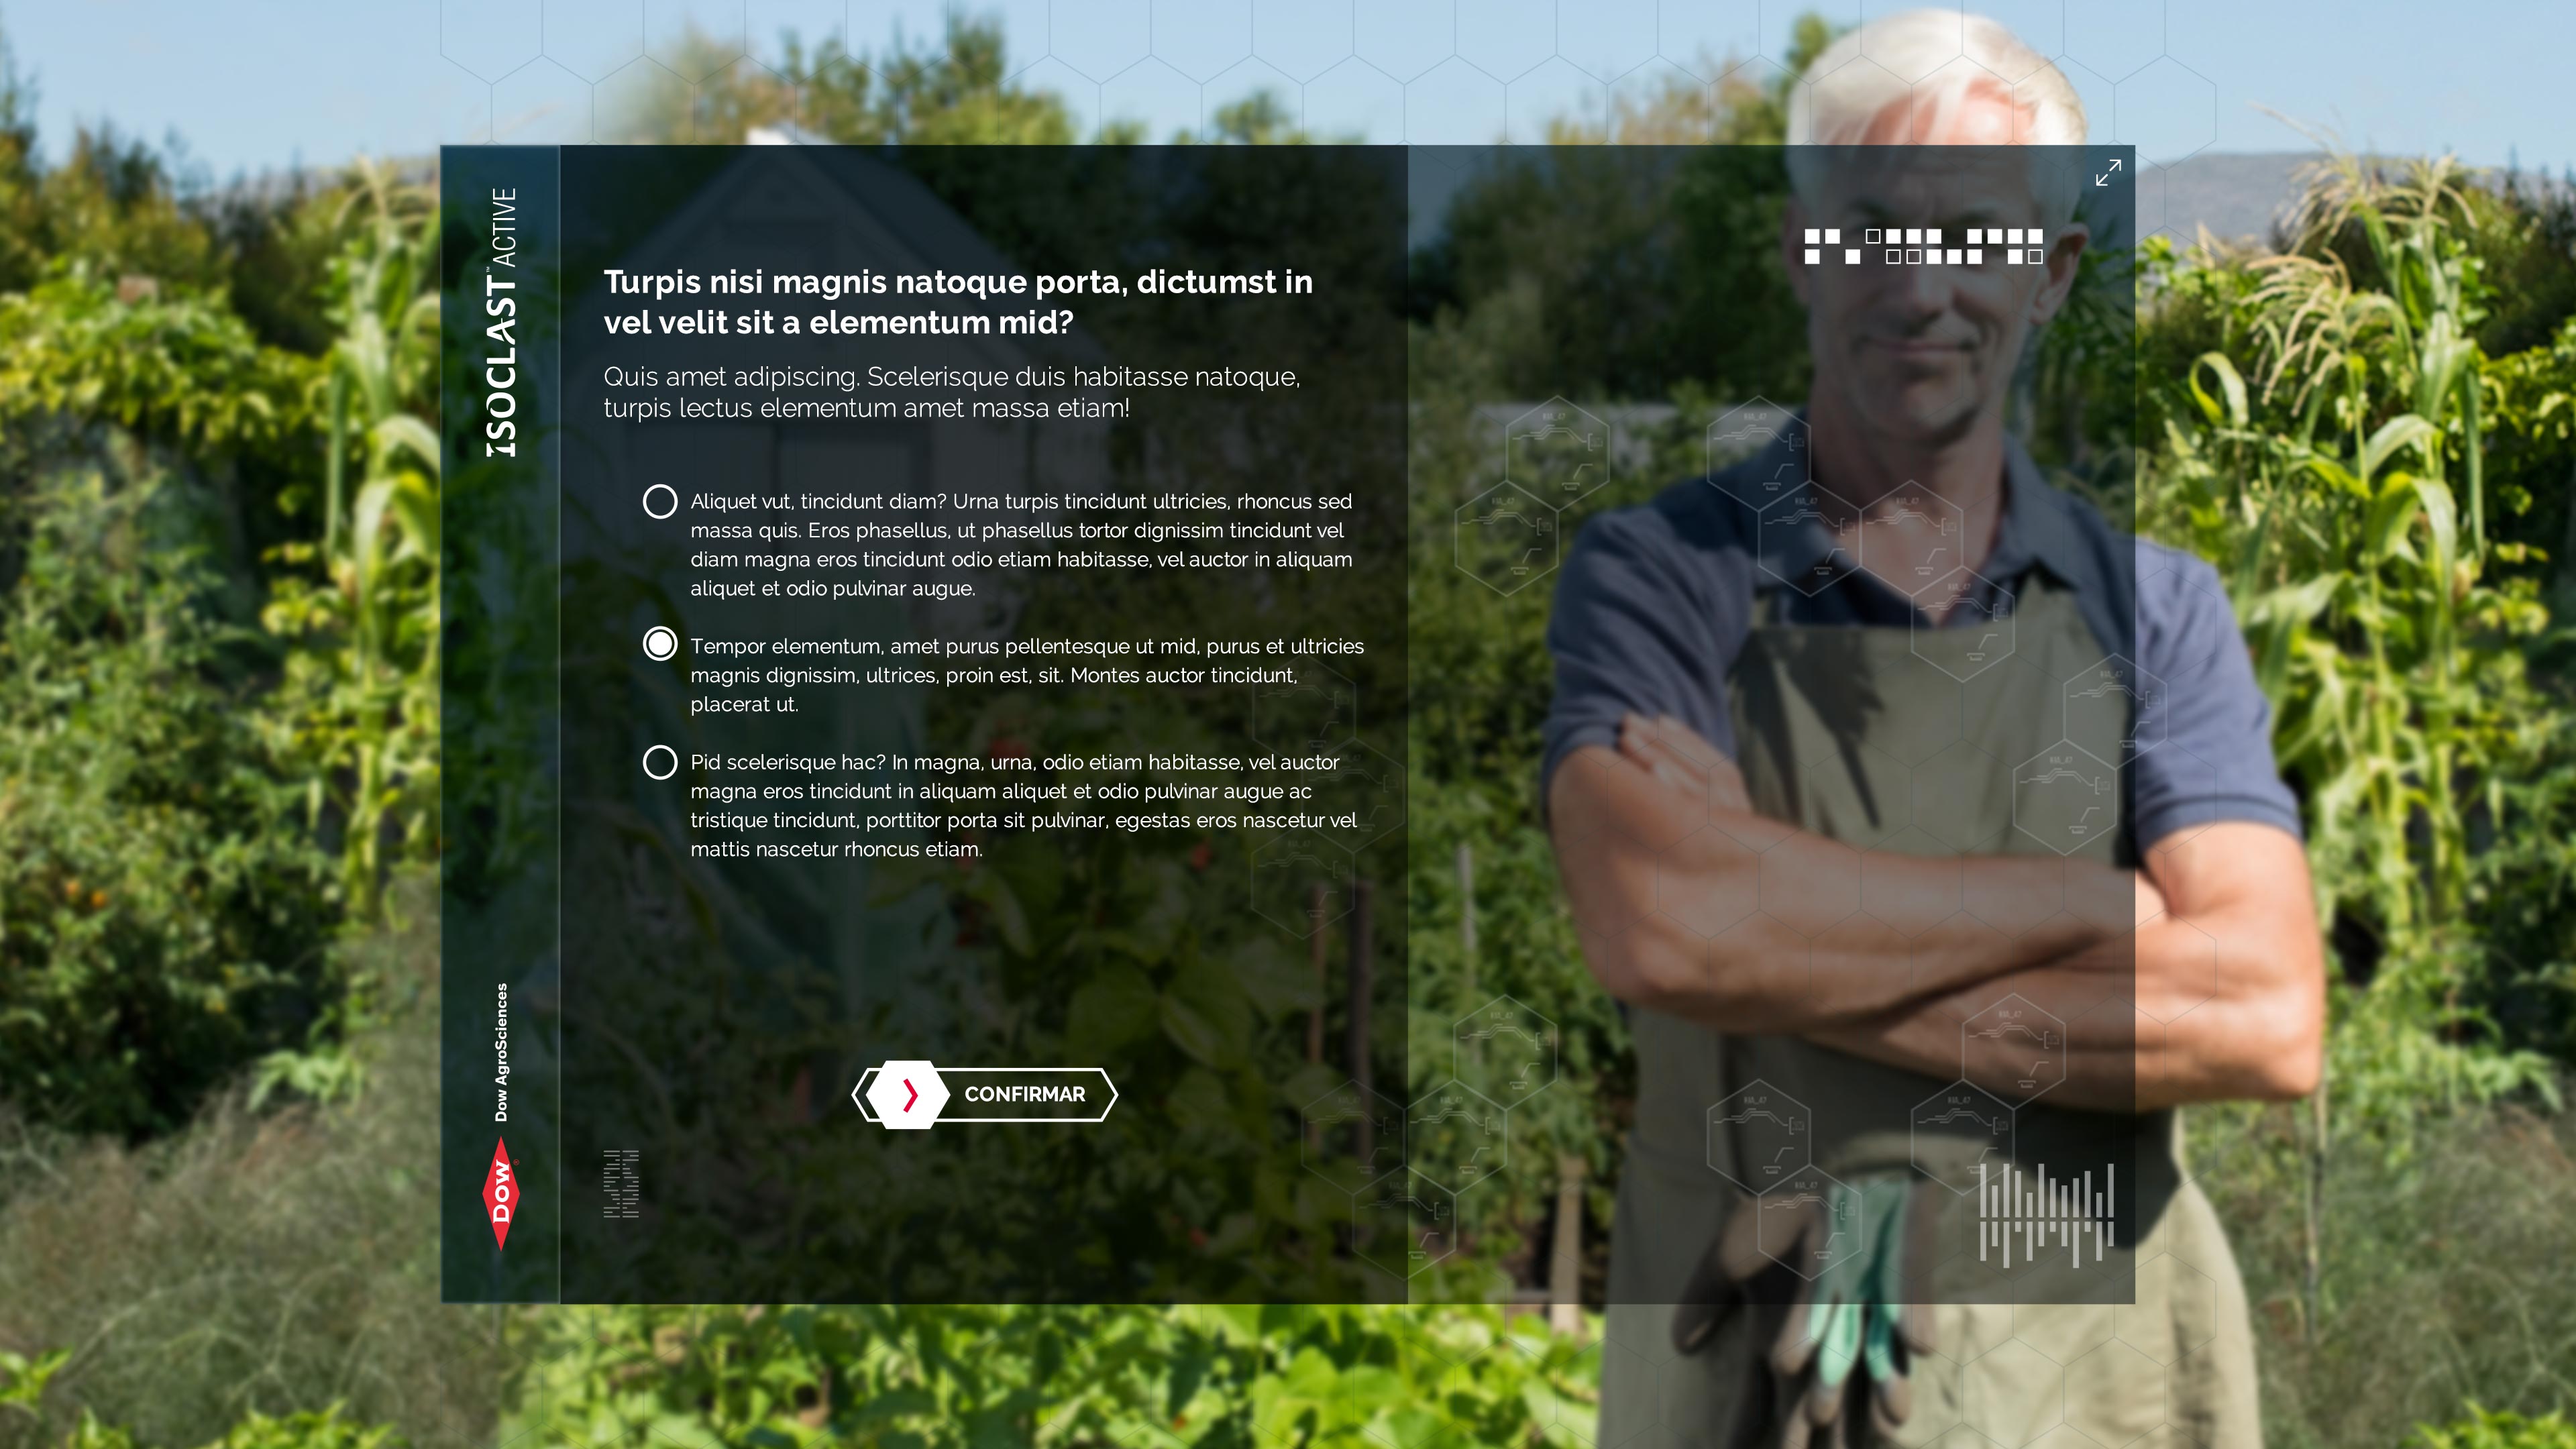 ISOCLAST™ ACTIVE
Turpis nisi magnis natoque porta, dictumst in
vel velit sit a elementum mid?
Quis amet adipiscing. Scelerisque duis habitasse natoque,
turpis lectus elementum amet massa etiam!
Aliquet vut, tincidunt diam? Urna turpis tincidunt ultricies, rhoncus sed
massa quis. Eros phasellus, ut phasellus tortor dignissim tincidunt vel
diam magna eros tincidunt odio etiam habitasse, vel auctor in aliquam
aliquet et odio pulvinar augue.
Tempor elementum, amet purus pellentesque ut mid, purus et ultricies
magnis dignissim, ultrices, proin est, sit. Montes auctor tincidunt,
placerat ut.
Pid scelerisque hac? In magna, urna, odio etiam habitasse, vel auctor
magna eros tincidunt in aliquam aliquet et odio pulvinar augue ac
tristique tincidunt, porttitor porta sit pulvinar, egestas eros nascetur vel
mattis nascetur rhoncus etiam.
CONFIRMAR
Dow AgroSciences
DOW®